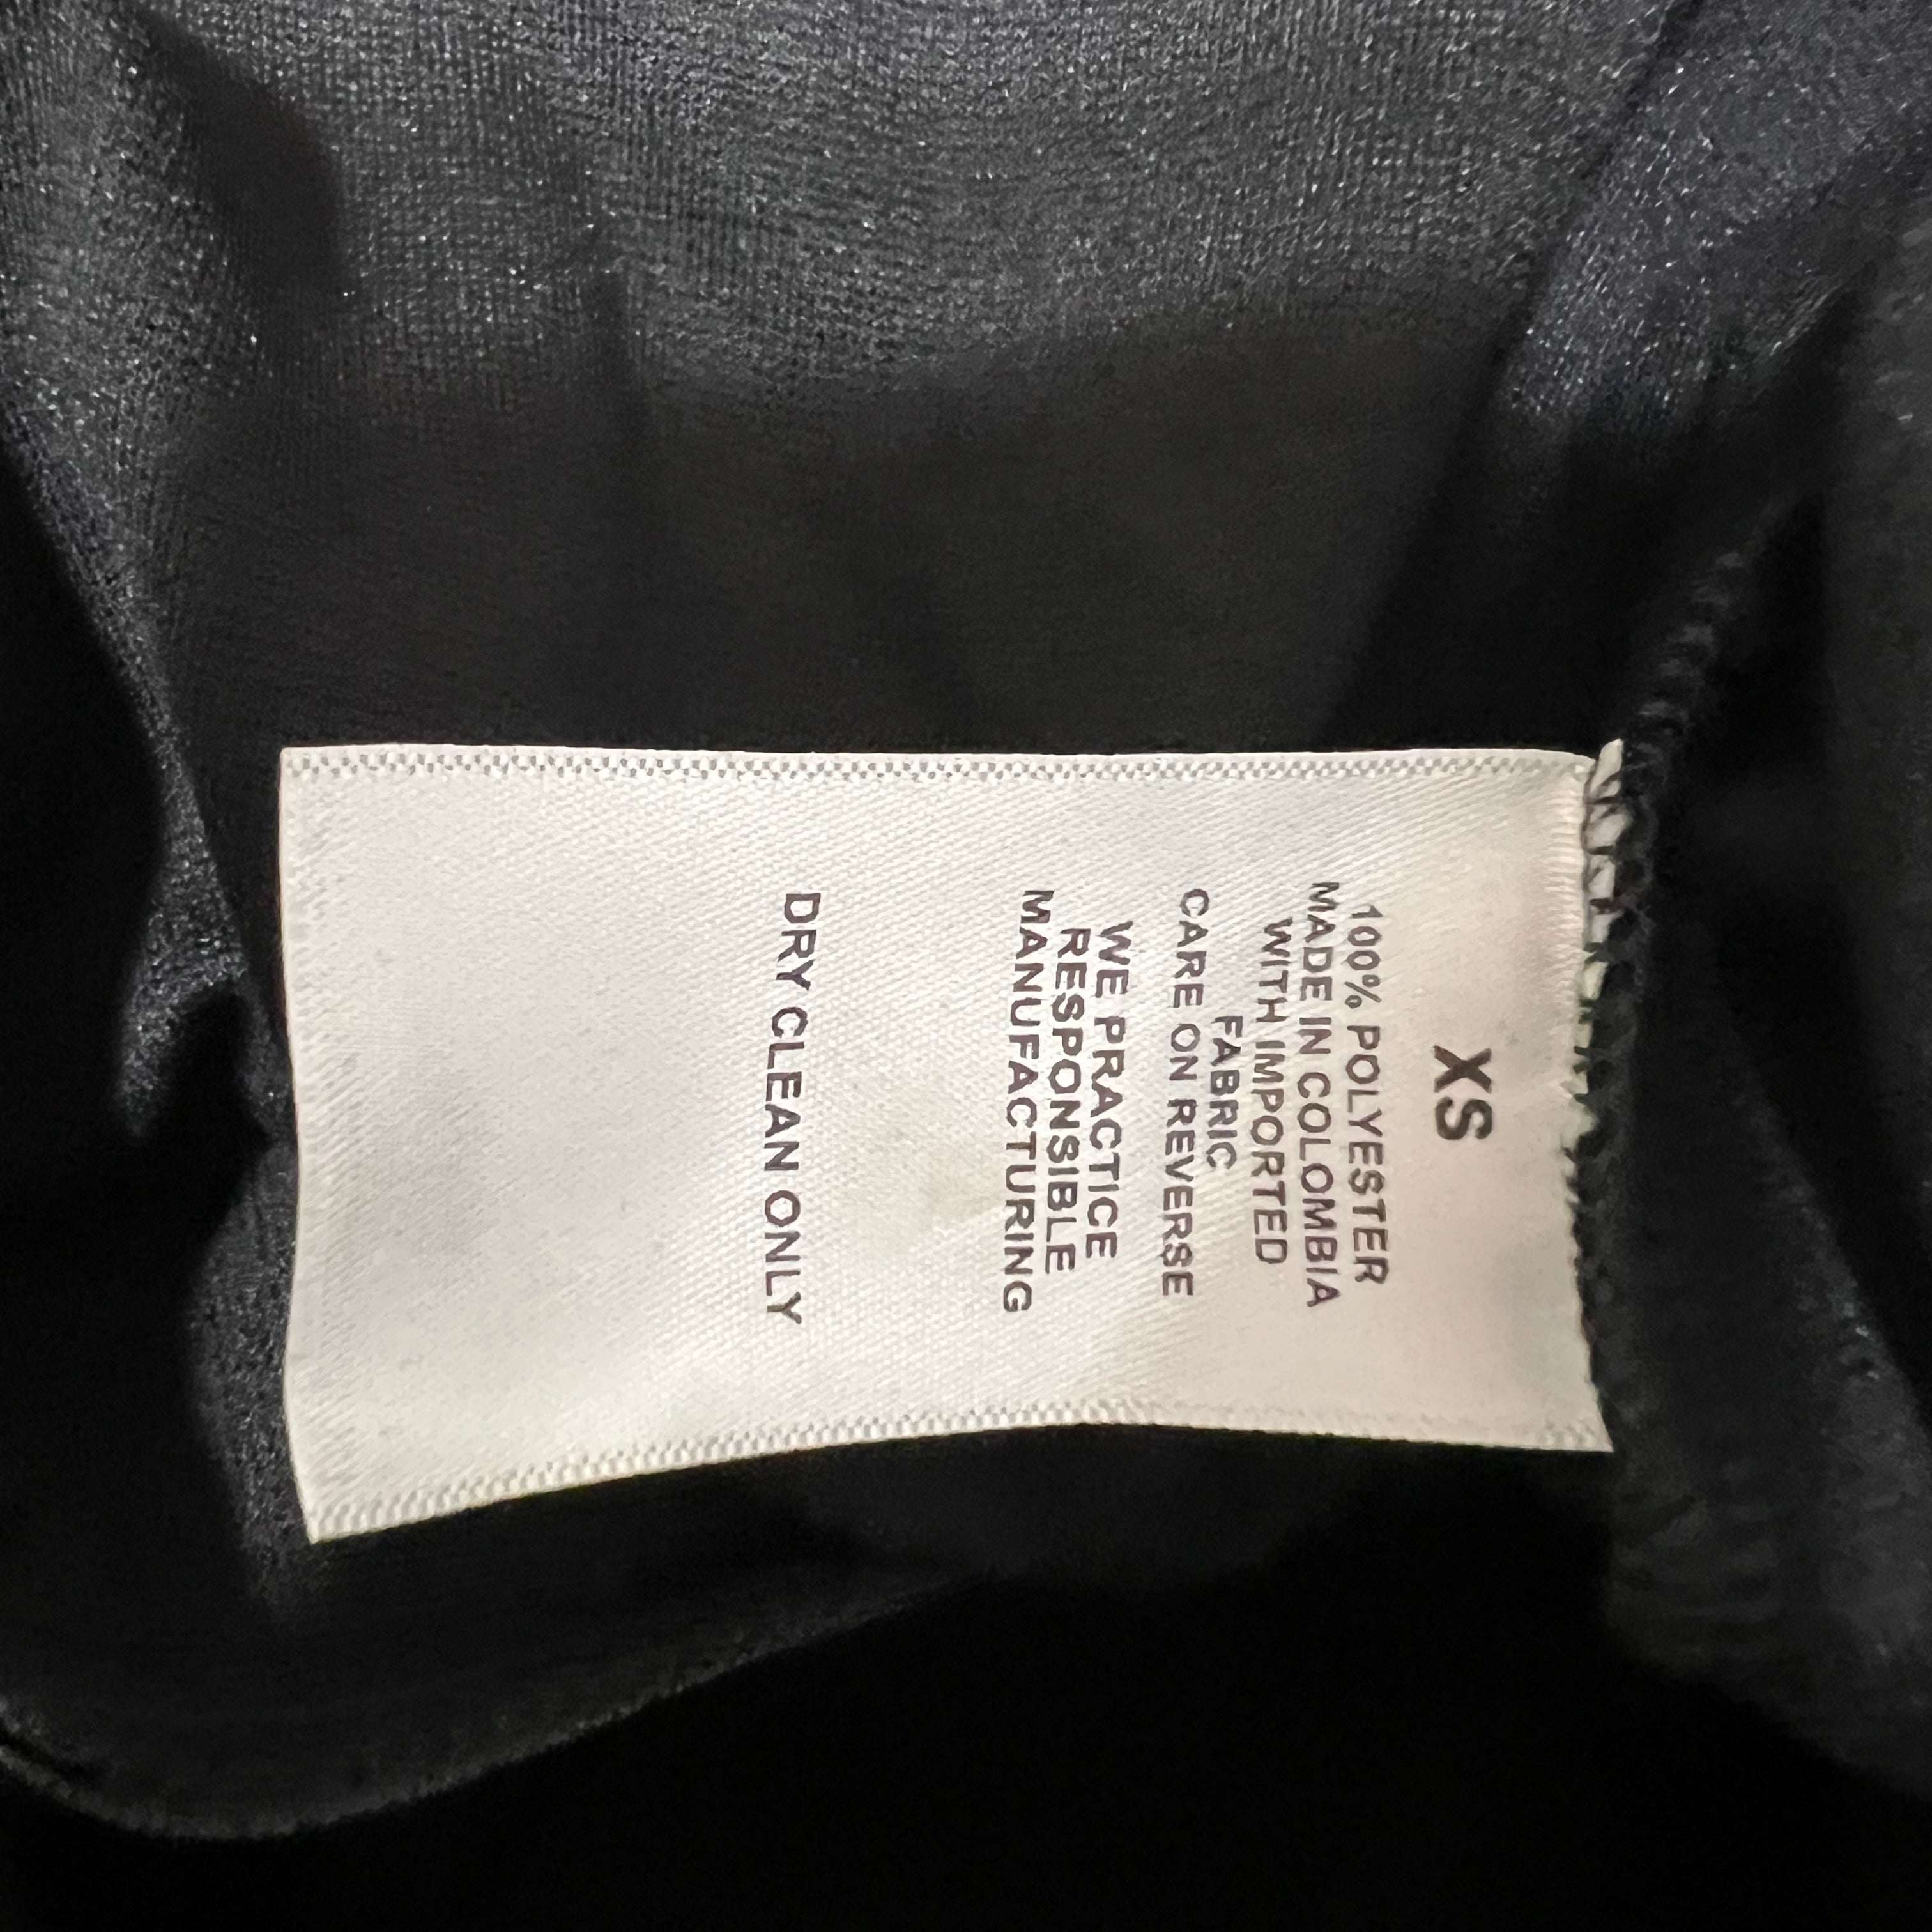 XS
100% POLYESTER
MADE IN COLOMBIA
WITH IMPORTED
FABRIC
CARE ON REVERSE
WE PRACTICE
RESPONSIBLE
MANUFACTURING
DRY CLEAN ONLY